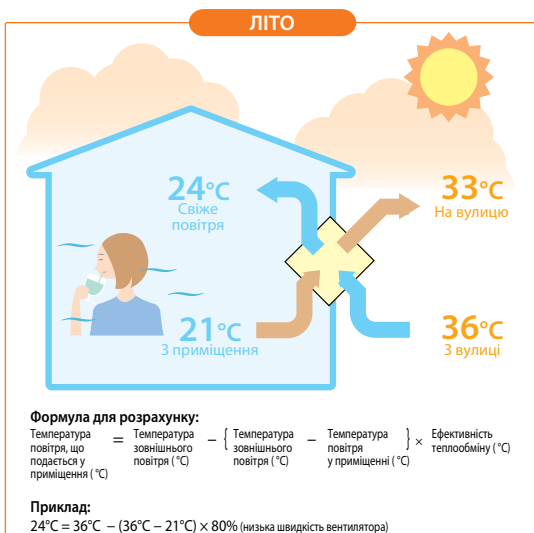 ЛІТО
24°C
Свіже
повітря
33°C
На вулицю
21°C
З приміщення
36°C
З вулиці
Формула для розрахунку:
Температура повітря, що подається у приміщення (°C) = Температура зовнішнього повітря (°C) − { Температура зовнішнього повітря (°C) − Температура повітря у приміщенні (°C) } × Ефективність теплообміну (°C)
Приклад:
24°C = 36°C − (36°C − 21°C) × 80% (низька швидкість вентилятора)